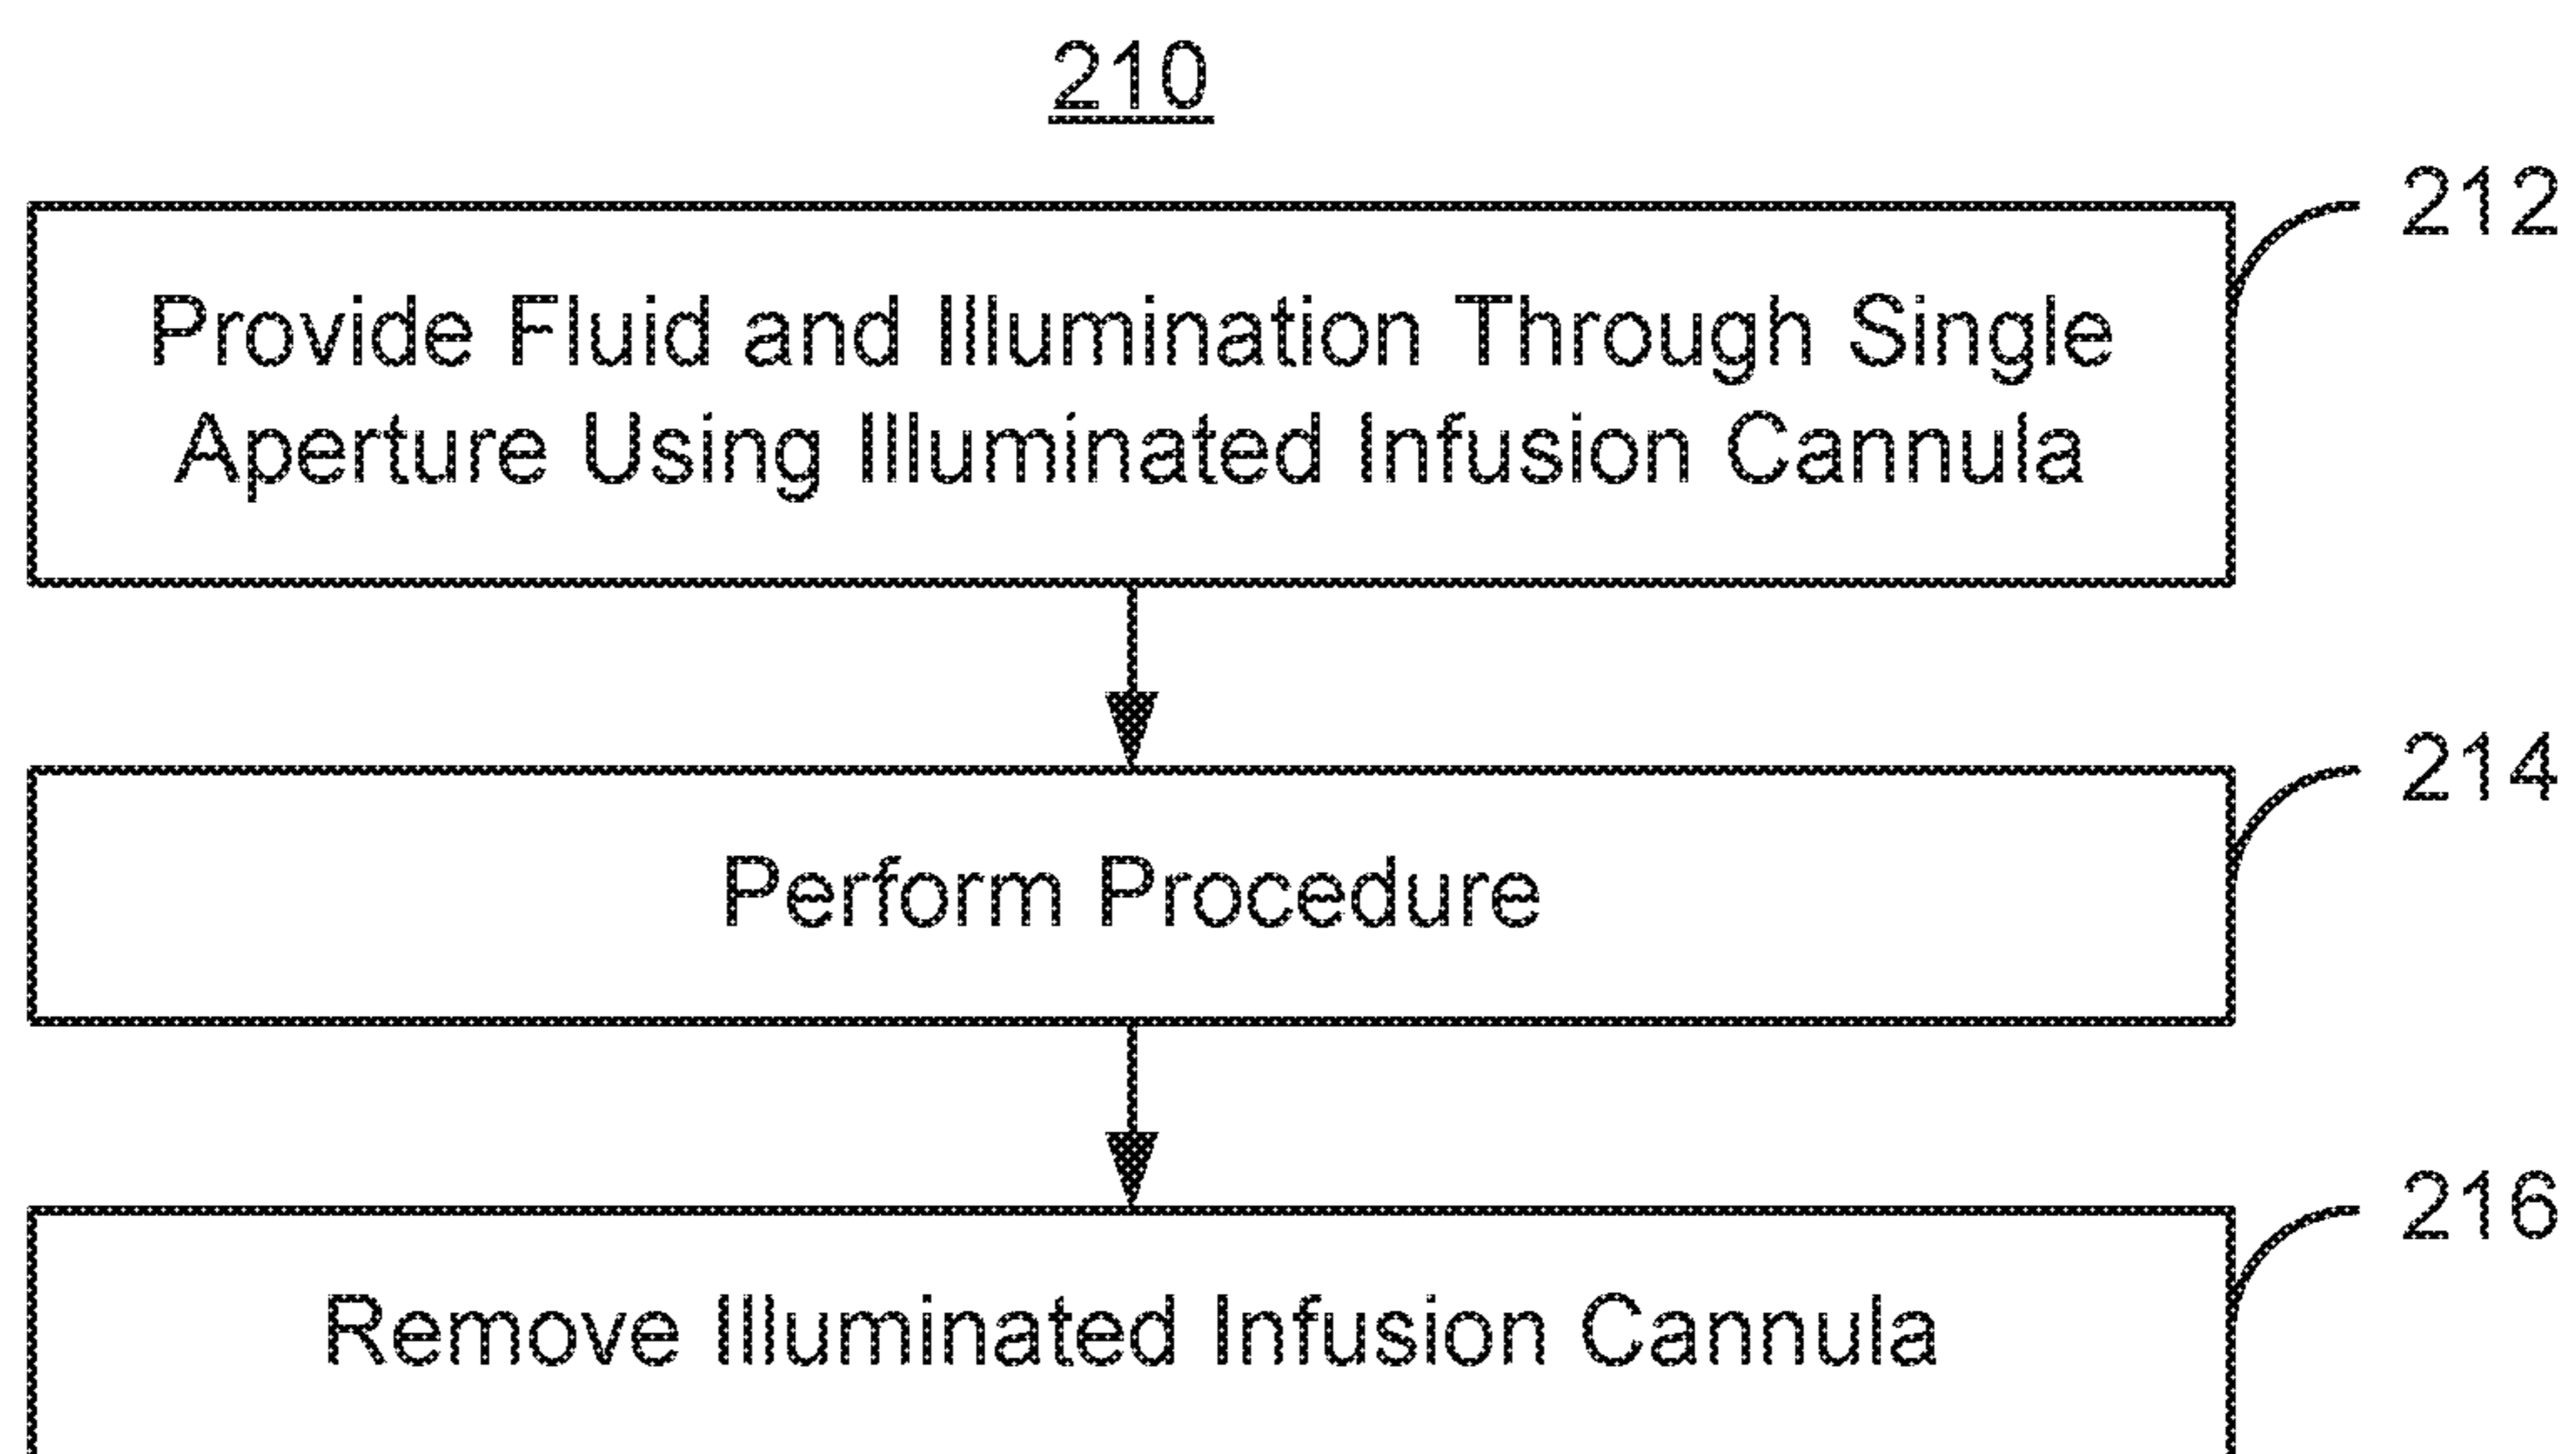 210
212
Provide Fluid and Illumination Through Single
Aperture Using Illuminated Infusion Cannula
214
Perform Procedure
216
Remove Illuminated Infusion Cannula